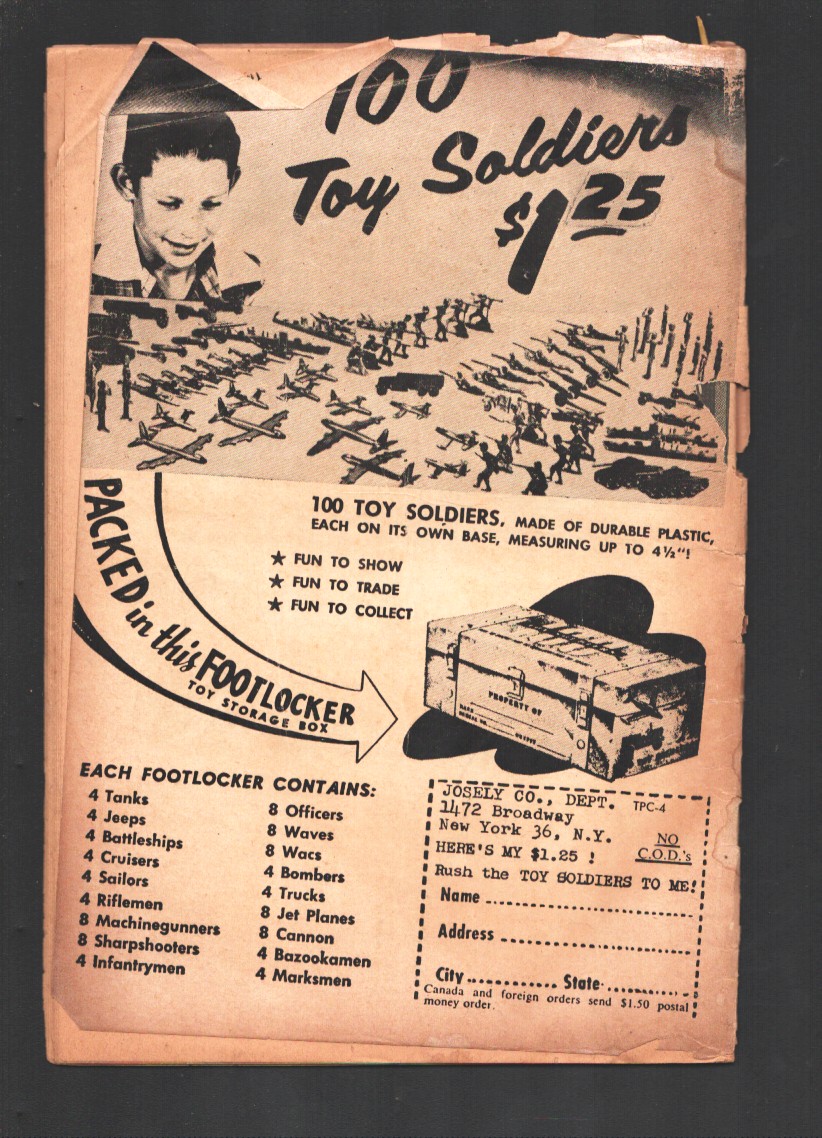 100
Toy Soldiers
$1.25
100 TOY SOLDIERS, MADE OF DURABLE PLASTIC,
EACH ON ITS OWN BASE, MEASURING UP TO 4½"!
★ FUN TO SHOW
★ FUN TO TRADE
★ FUN TO COLLECT
PACKED in this FOOTLOCKER
TOY STORAGE BOX
PROPERTY OF
EACH FOOTLOCKER CONTAINS:
4 Tanks
4 Jeeps
4 Battleships
4 Cruisers
4 Sailors
4 Riflemen
8 Machinegunners
8 Sharpshooters
4 Infantrymen
8 Officers
8 Waves
8 Wacs
4 Bombers
4 Trucks
8 Jet Planes
8 Cannon
4 Bazookamen
4 Marksmen
JOSELY CO., DEPT. TPC-4
1472 Broadway
New York 36, N.Y.
NO
C.O.D.'s
HERE'S MY $1.25 !
Rush the TOY SOLDIERS TO ME!
Name
Address
City State
Canada and foreign orders send $1.50 postal
money order.